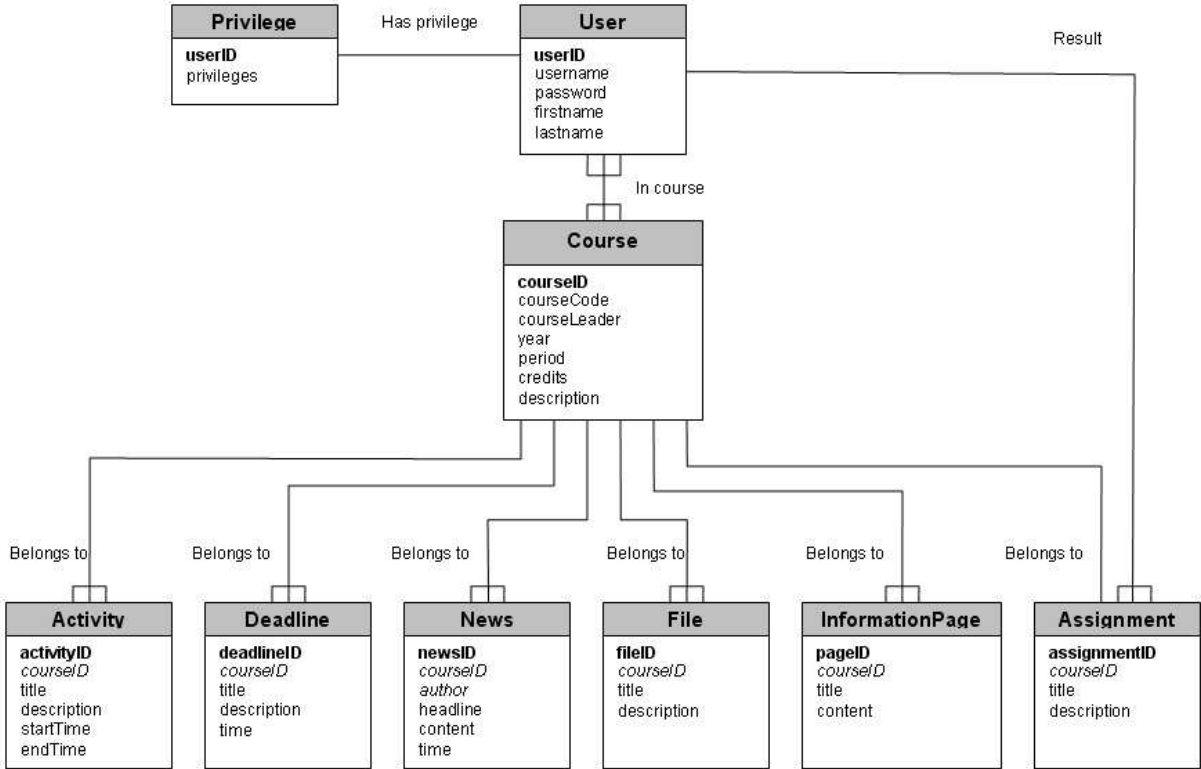 Privilege
userID
privileges
Has privilege
User
userID
username
password
firstname
lastname
Result
In course
Course
courseID
courseCode
courseLeader
year
period
credits
description
Belongs to
Belongs to
Belongs to
Belongs to
Belongs to
Belongs to
Activity
activityID
courseID
title
description
startTime
endTime
Deadline
deadlineID
courseID
title
description
time
News
newsID
courseID
author
headline
content
time
File
fileID
courseID
title
description
InformationPage
pageID
courseID
title
content
Assignment
assignmentID
courseID
title
description